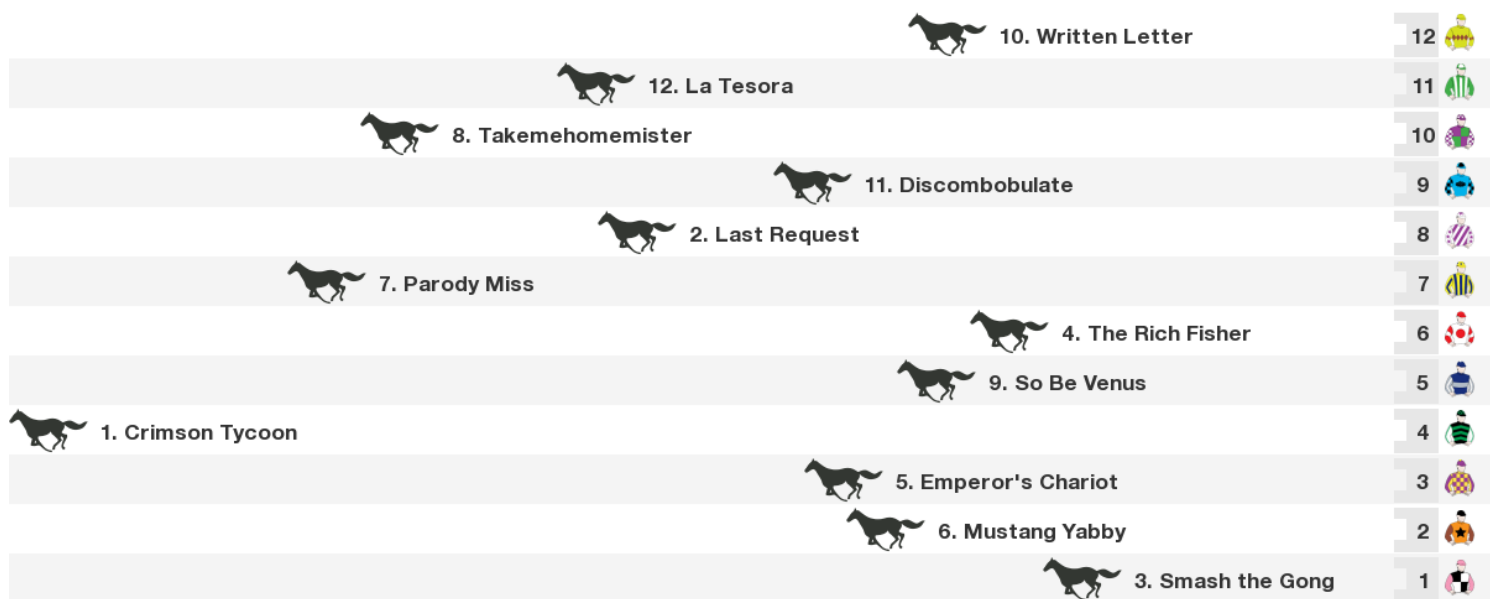 10. Written Letter 12
12. La Tesora 11
8. Takemehomemister 10
11. Discombobulate 9
2. Last Request 8
7. Parody Miss 7
4. The Rich Fisher 6
9. So Be Venus 5
1. Crimson Tycoon 4
5. Emperor's Chariot 3
6. Mustang Yabby 2
3. Smash the Gong 1